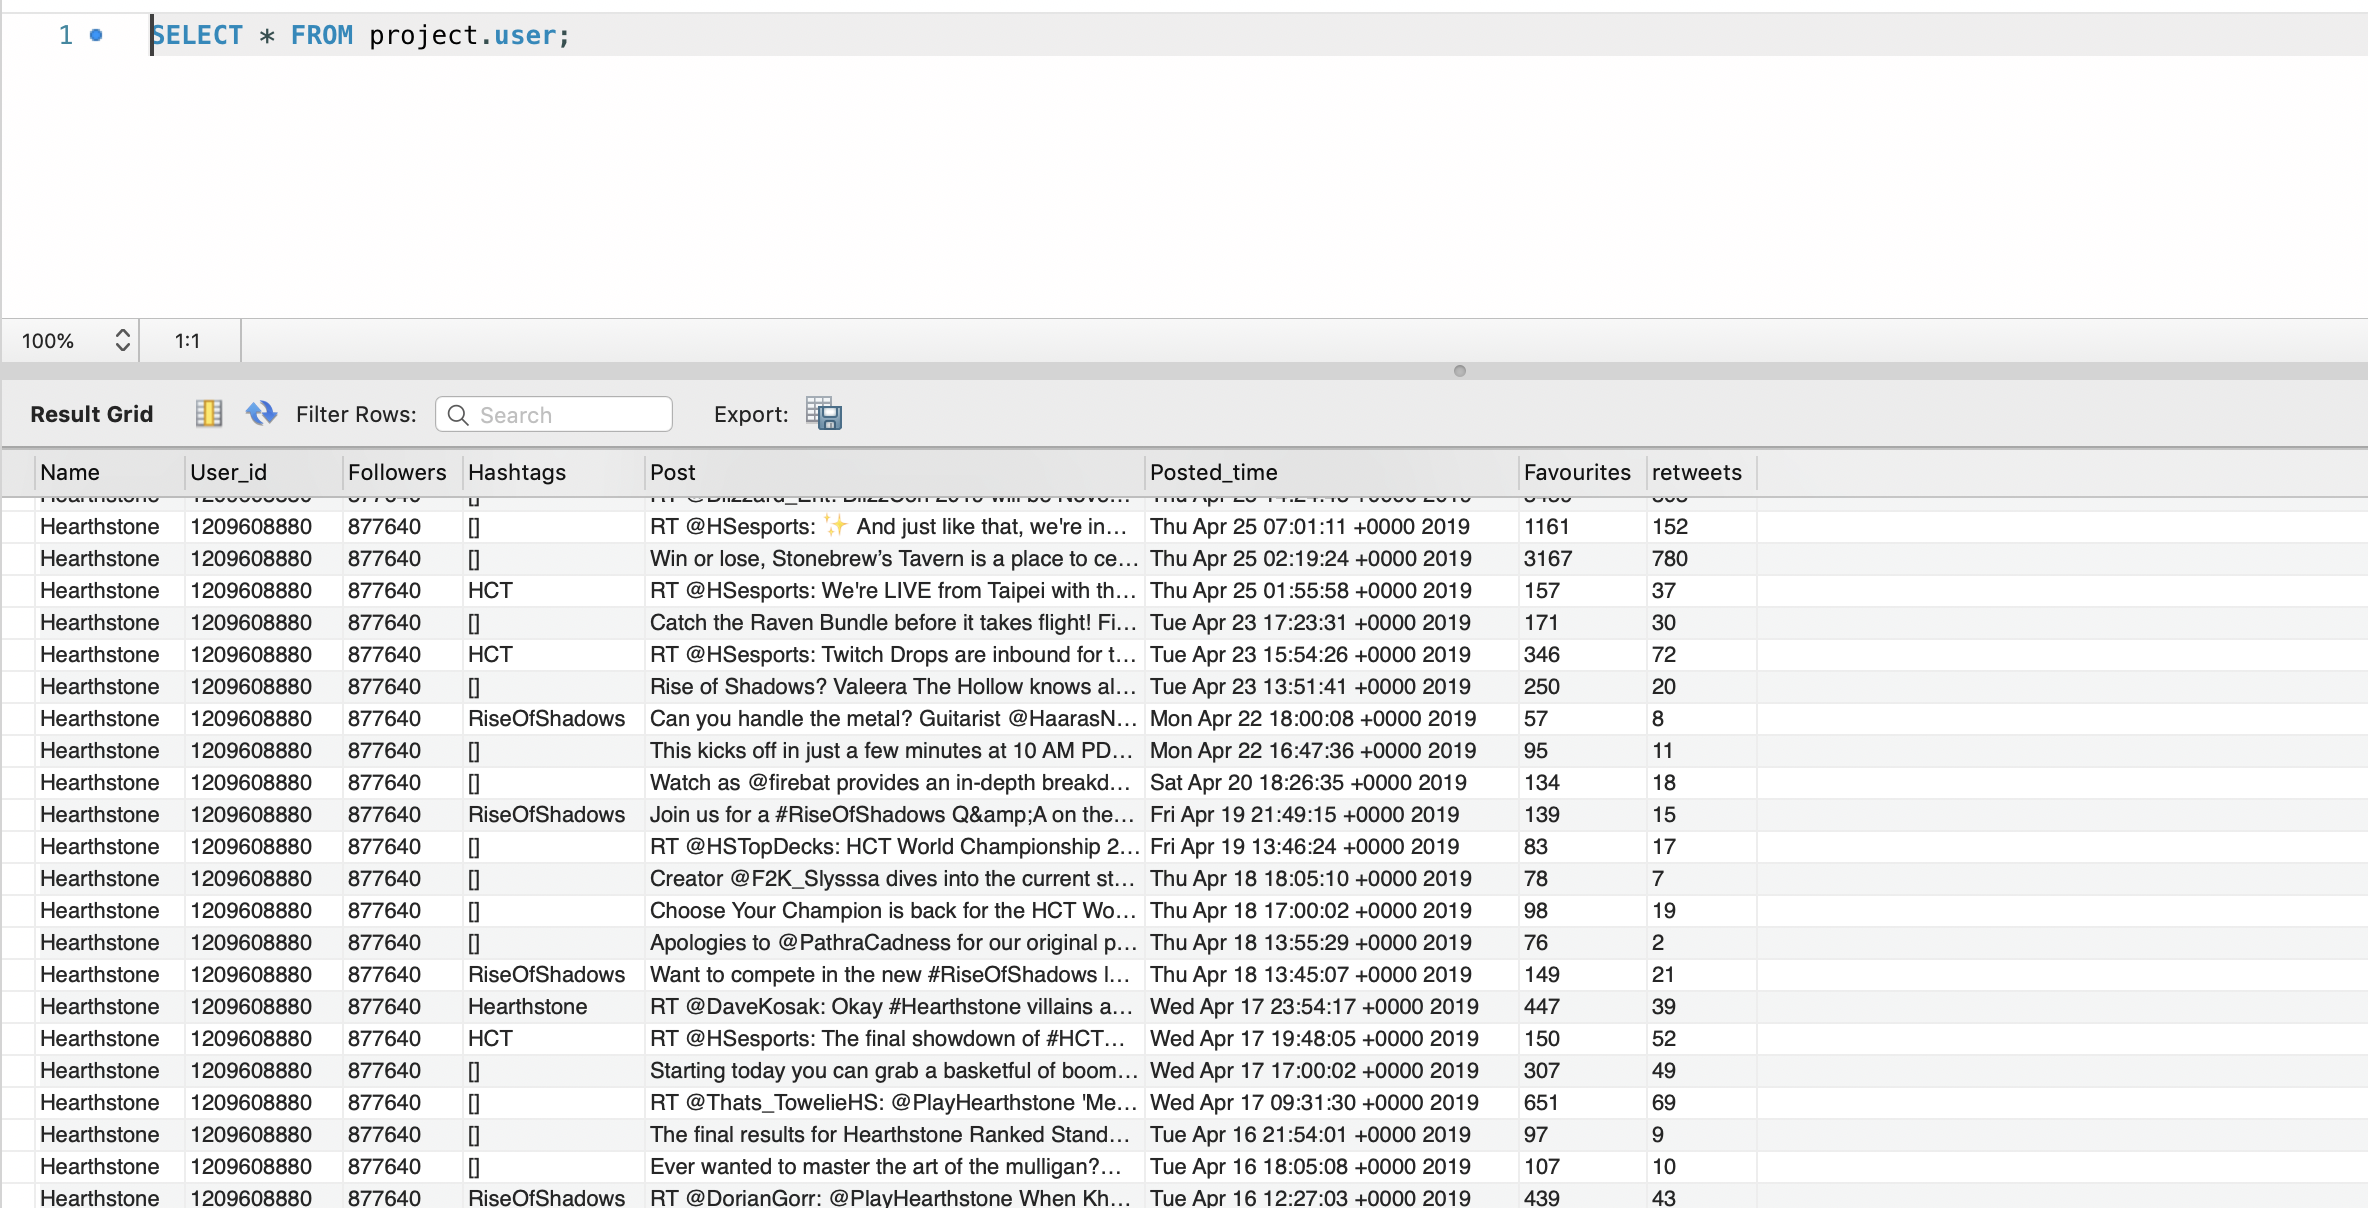 1 SELECT * FROM project.user;
100% 1:1
Result Grid Filter Rows: Search Export:
Name User_id Followers Hashtags Post Posted_time Favourites retweets
Hearthstone 1209608880 877640 [] RT @Blizzard_Ent: BlizzCon 2019 will be Nove...
Hearthstone 1209608880 877640 [] RT @HSesports: ✨ And just like that, we're in... Thu Apr 25 07:01:11 +0000 2019 1161 152
Hearthstone 1209608880 877640 [] Win or lose, Stonebrew’s Tavern is a place to ce... Thu Apr 25 02:19:24 +0000 2019 3167 780
Hearthstone 1209608880 877640 HCT RT @HSesports: We're LIVE from Taipei with th... Thu Apr 25 01:55:58 +0000 2019 157 37
Hearthstone 1209608880 877640 [] Catch the Raven Bundle before it takes flight! Fi... Tue Apr 23 17:23:31 +0000 2019 171 30
Hearthstone 1209608880 877640 HCT RT @HSesports: Twitch Drops are inbound for t... Tue Apr 23 15:54:26 +0000 2019 346 72
Hearthstone 1209608880 877640 [] Rise of Shadows? Valeera The Hollow knows al... Tue Apr 23 13:51:41 +0000 2019 250 20
Hearthstone 1209608880 877640 RiseOfShadows Can you handle the metal? Guitarist @HaarasN... Mon Apr 22 18:00:08 +0000 2019 57 8
Hearthstone 1209608880 877640 [] This kicks off in just a few minutes at 10 AM PD... Mon Apr 22 16:47:36 +0000 2019 95 11
Hearthstone 1209608880 877640 [] Watch as @firebat provides an in-depth breakd... Sat Apr 20 18:26:35 +0000 2019 134 18
Hearthstone 1209608880 877640 RiseOfShadows Join us for a #RiseOfShadows Q&amp;A on the... Fri Apr 19 21:49:15 +0000 2019 139 15
Hearthstone 1209608880 877640 [] RT @HSTopDecks: HCT World Championship 2... Fri Apr 19 13:46:24 +0000 2019 83 17
Hearthstone 1209608880 877640 [] Creator @F2K_Slysssa dives into the current st... Thu Apr 18 18:05:10 +0000 2019 78 7
Hearthstone 1209608880 877640 [] Choose Your Champion is back for the HCT Wo... Thu Apr 18 17:00:02 +0000 2019 98 19
Hearthstone 1209608880 877640 [] Apologies to @PathraCadness for our original p... Thu Apr 18 13:55:29 +0000 2019 76 2
Hearthstone 1209608880 877640 RiseOfShadows Want to compete in the new #RiseOfShadows l... Thu Apr 18 13:45:07 +0000 2019 149 21
Hearthstone 1209608880 877640 Hearthstone RT @DaveKosak: Okay #Hearthstone villains a... Wed Apr 17 23:54:17 +0000 2019 447 39
Hearthstone 1209608880 877640 HCT RT @HSesports: The final showdown of #HCT... Wed Apr 17 19:48:05 +0000 2019 150 52
Hearthstone 1209608880 877640 [] Starting today you can grab a basketful of boom... Wed Apr 17 17:00:02 +0000 2019 307 49
Hearthstone 1209608880 877640 [] RT @Thats_TowelieHS: @PlayHearthstone 'Me... Wed Apr 17 09:31:30 +0000 2019 651 69
Hearthstone 1209608880 877640 [] The final results for Hearthstone Ranked Stand... Tue Apr 16 21:54:01 +0000 2019 97 9
Hearthstone 1209608880 877640 [] Ever wanted to master the art of the mulligan?... Tue Apr 16 18:05:08 +0000 2019 107 10
Hearthstone 1209608880 877640 RiseOfShadows RT @DorianGorr: @PlayHearthstone When Kh... Tue Apr 16 12:27:03 +0000 2019 439 43